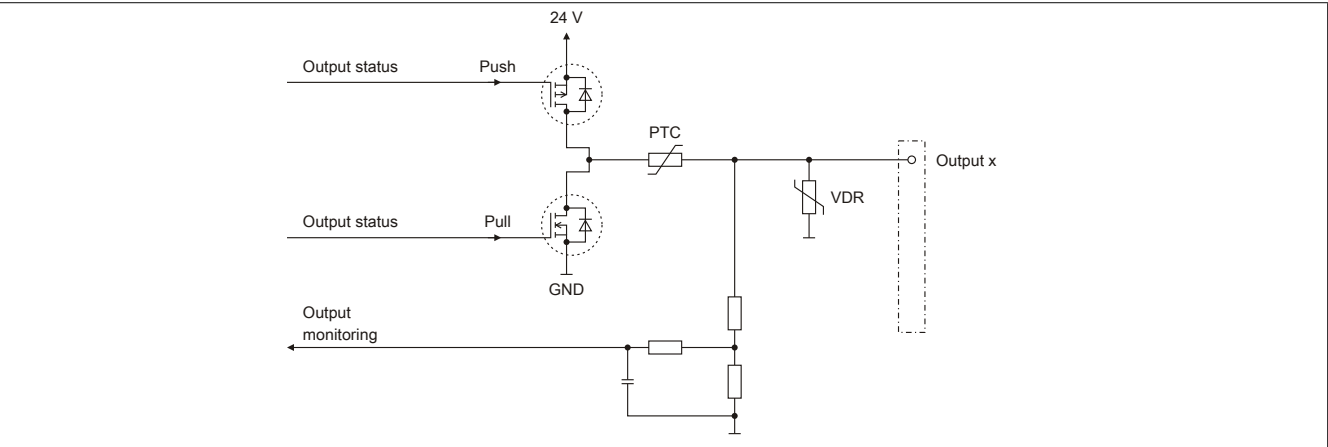 24 V
Output status
Push
PTC
Output x
VDR
Output status
Pull
GND
Output
monitoring